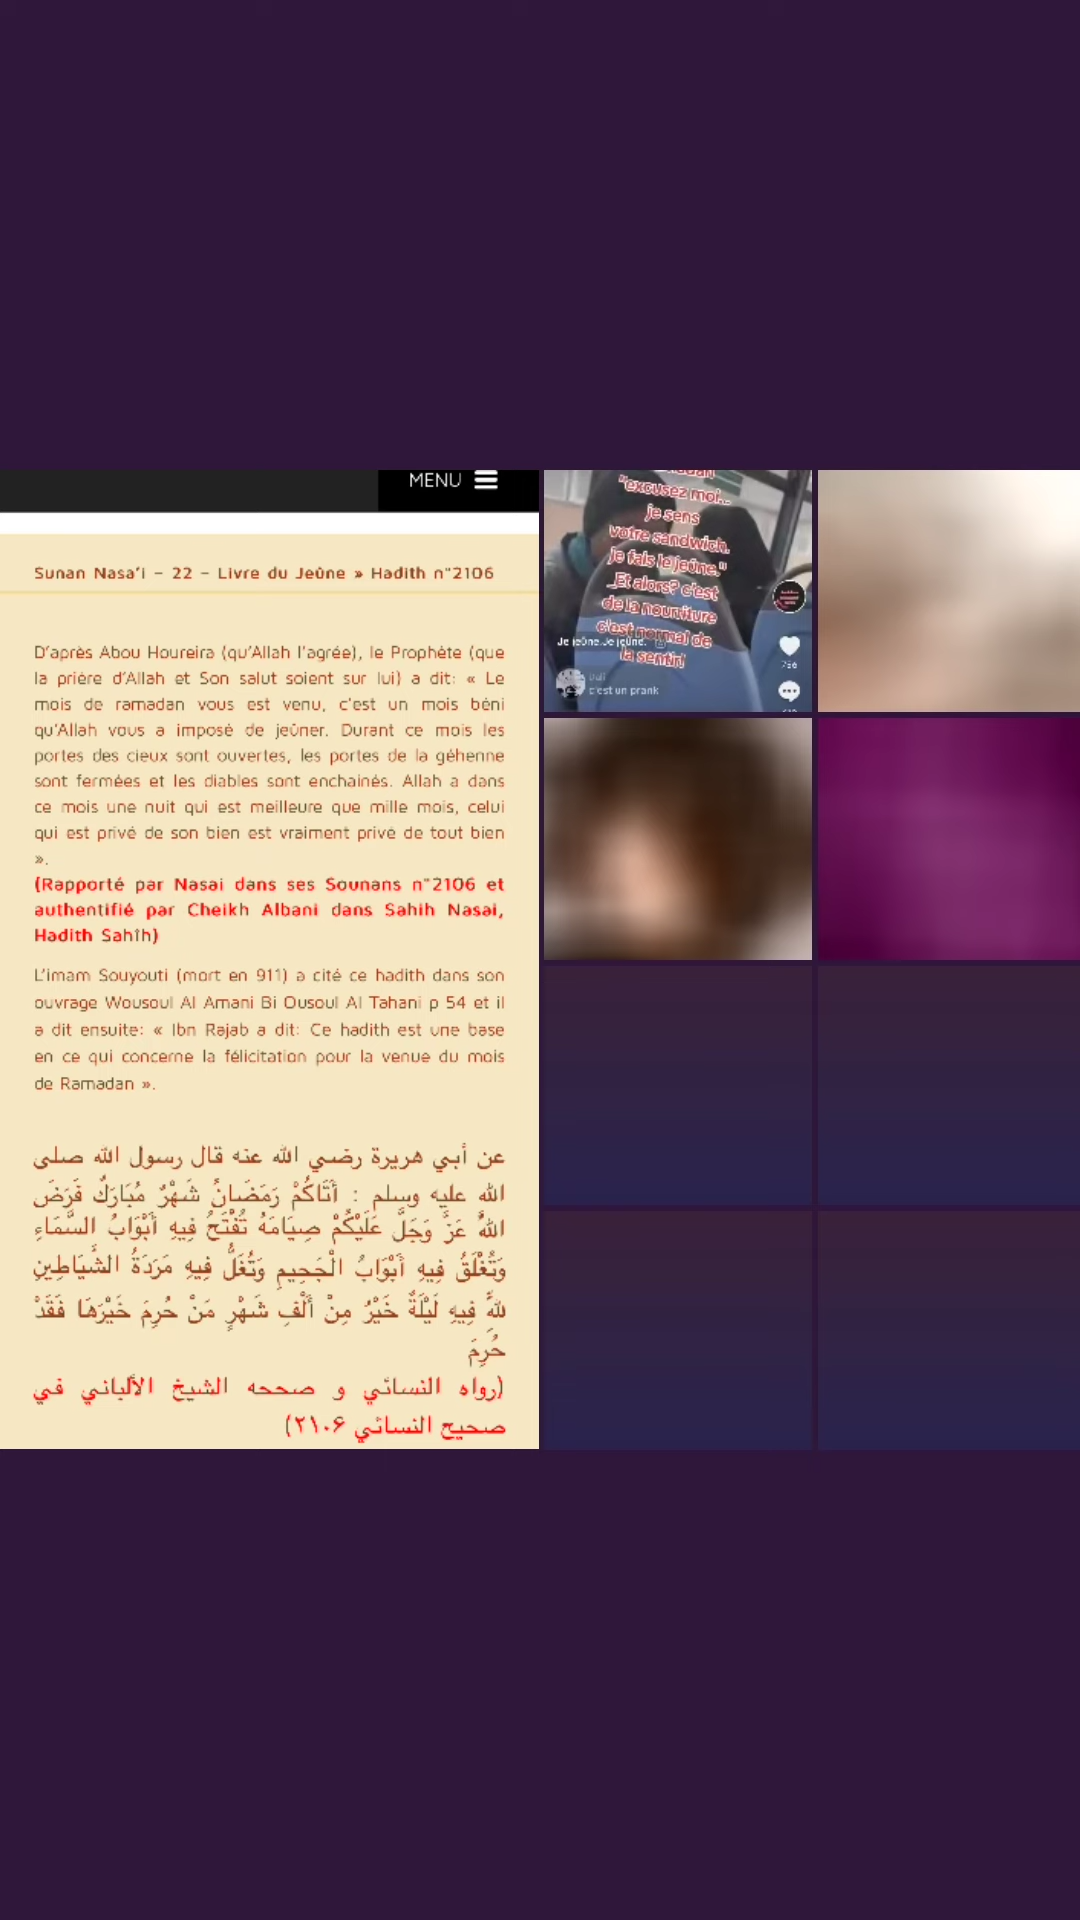 MENU
Sunan Nasa'i – 22 – Livre du Jeûne » Hadith n°2106
D'après Abou Houreira (qu'Allah l'agrée), le Prophète (que
la prière d'Allah et Son salut soient sur lui) a dit: « Le
mois de ramadan vous est venu, c'est un mois béni
qu'Allah vous a imposé de jeûner. Durant ce mois les
portes des cieux sont ouvertes, les portes de la géhenne
sont fermées et les diables sont enchainés. Allah a dans
ce mois une nuit qui est meilleure que mille mois, celui
qui est privé de son bien est vraiment privé de tout bien
».
(Rapporté par Nasai dans ses Sounans n°2106 et
authentifié par Cheikh Albani dans Sahih Nasai,
Hadith Sahîh)
L'imam Souyouti (mort en 911) a cité ce hadith dans son
ouvrage Wousoul Al Amani Bi Ousoul Al Tahani p 54 et il
a dit ensuite: « Ibn Rajab a dit: Ce hadith est une base
en ce qui concerne la félicitation pour la venue du mois
de Ramadan ».
عن أبي هريرة رضي الله عنه قال رسول الله صلى
الله عليه وسلم : أَتَاكُمْ رَمَضَانُ شَهْرٌ مُبَارَكٌ فَرَضَ
اللهُ عَزَّ وَجَلَّ عَلَيْكُمْ صِيَامَهُ تُفْتَحُ فِيهِ أَبْوَابُ السَّمَاءِ
وَتُغْلَقُ فِيهِ أَبْوَابُ الْجَحِيمِ وَتُغَلُّ فِيهِ مَرَدَةُ الشَّيَاطِينِ
للهِ فِيهِ لَيْلَةٌ خَيْرٌ مِنْ أَلْفِ شَهْرٍ مَنْ حُرِمَ خَيْرَهَا فَقَدْ
حُرِمَ
(رواه النسائي و صححه الشيخ الألباني في
صحيح النسائي ٢١٠۶)
"excusez moi...
je sens
votre sandwich.
Je fais le jeûne."
_Et alors? c'est
de la nourriture
c'est normal de
la sentir
Je jeûne.Je jeûne.
c'est un prank